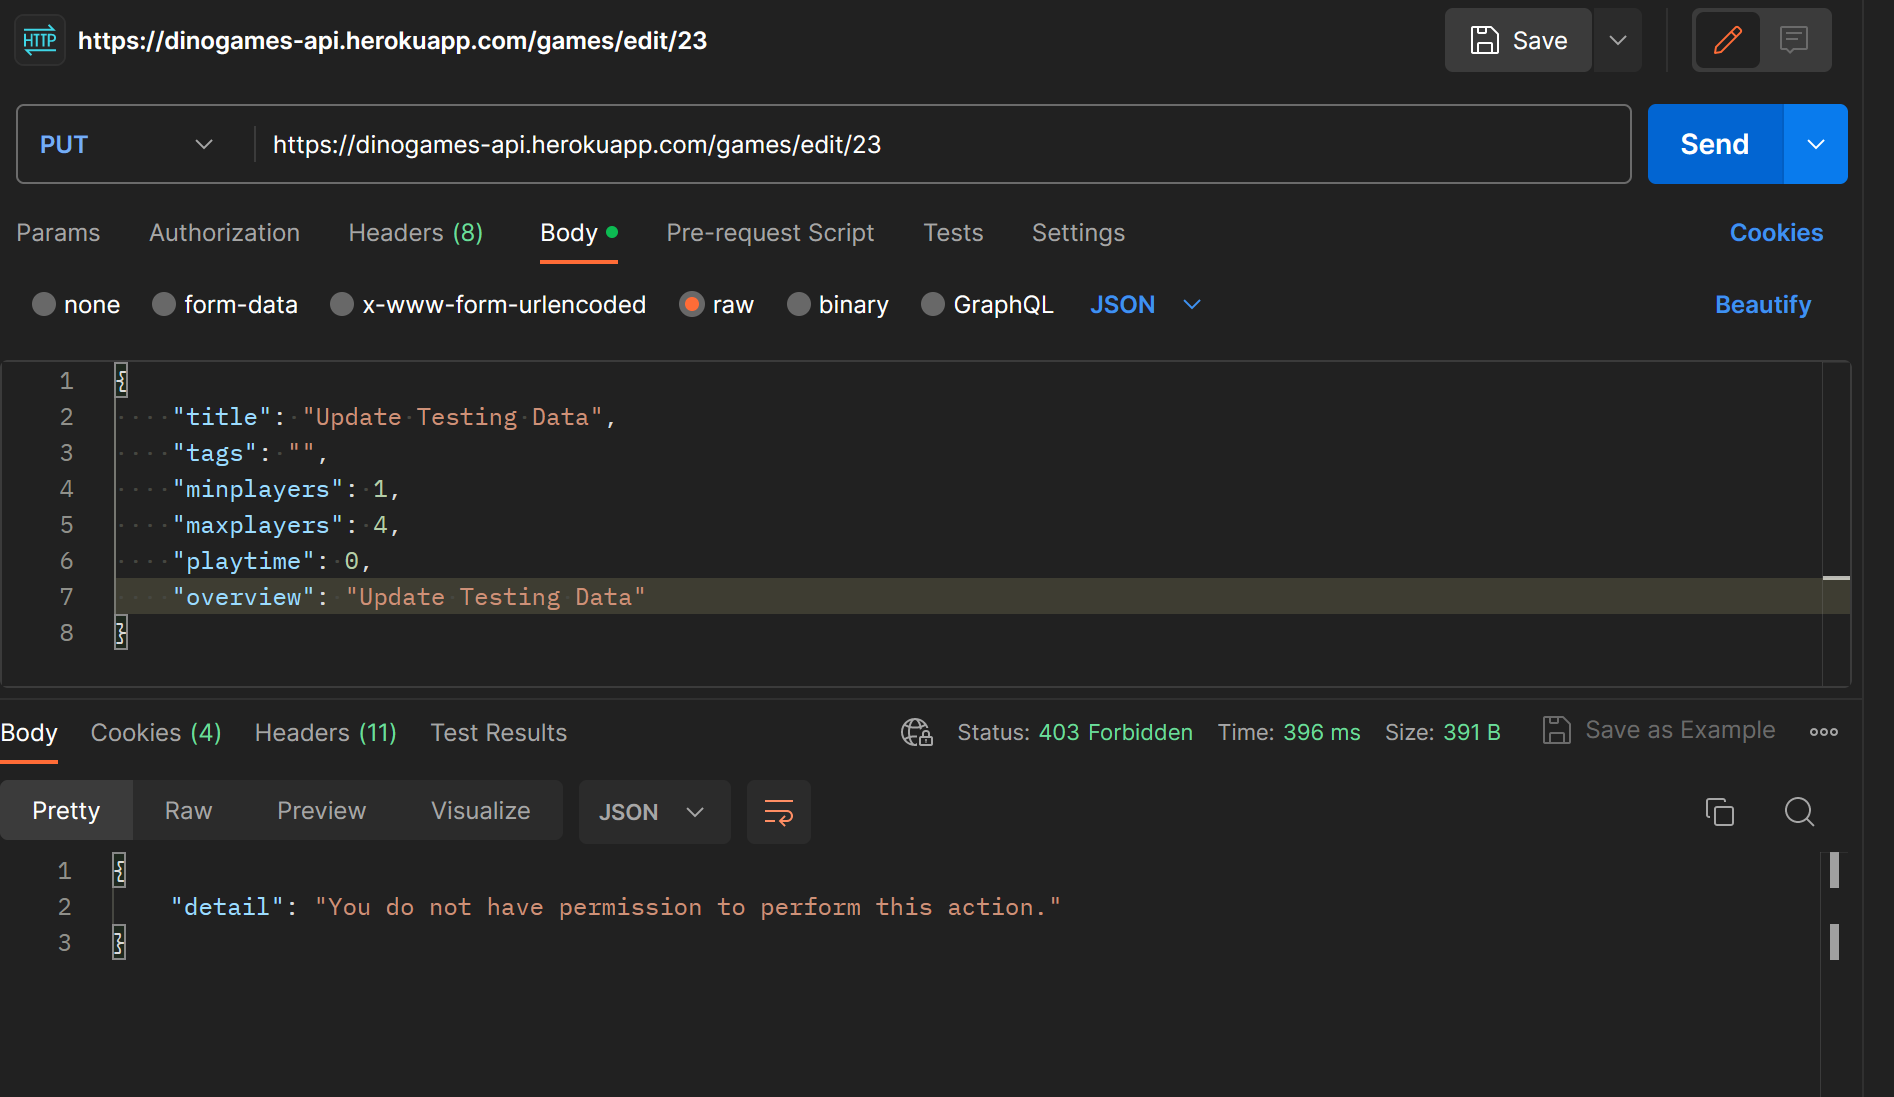 HTTP https://dinogames-api.herokuapp.com/games/edit/23 Save
PUT https://dinogames-api.herokuapp.com/games/edit/23 Send
Params Authorization Headers (8) Body Pre-request Script Tests Settings Cookies
none form-data x-www-form-urlencoded raw binary GraphQL JSON Beautify
1 {
2 "title": "Update Testing Data",
3 "tags": "",
4 "minplayers": 1,
5 "maxplayers": 4,
6 "playtime": 0,
7 "overview": "Update Testing Data"
8 }
Body Cookies (4) Headers (11) Test Results Status: 403 Forbidden Time: 396 ms Size: 391 B Save as Example
Pretty Raw Preview Visualize JSON
1 {
2 "detail": "You do not have permission to perform this action."
3 }